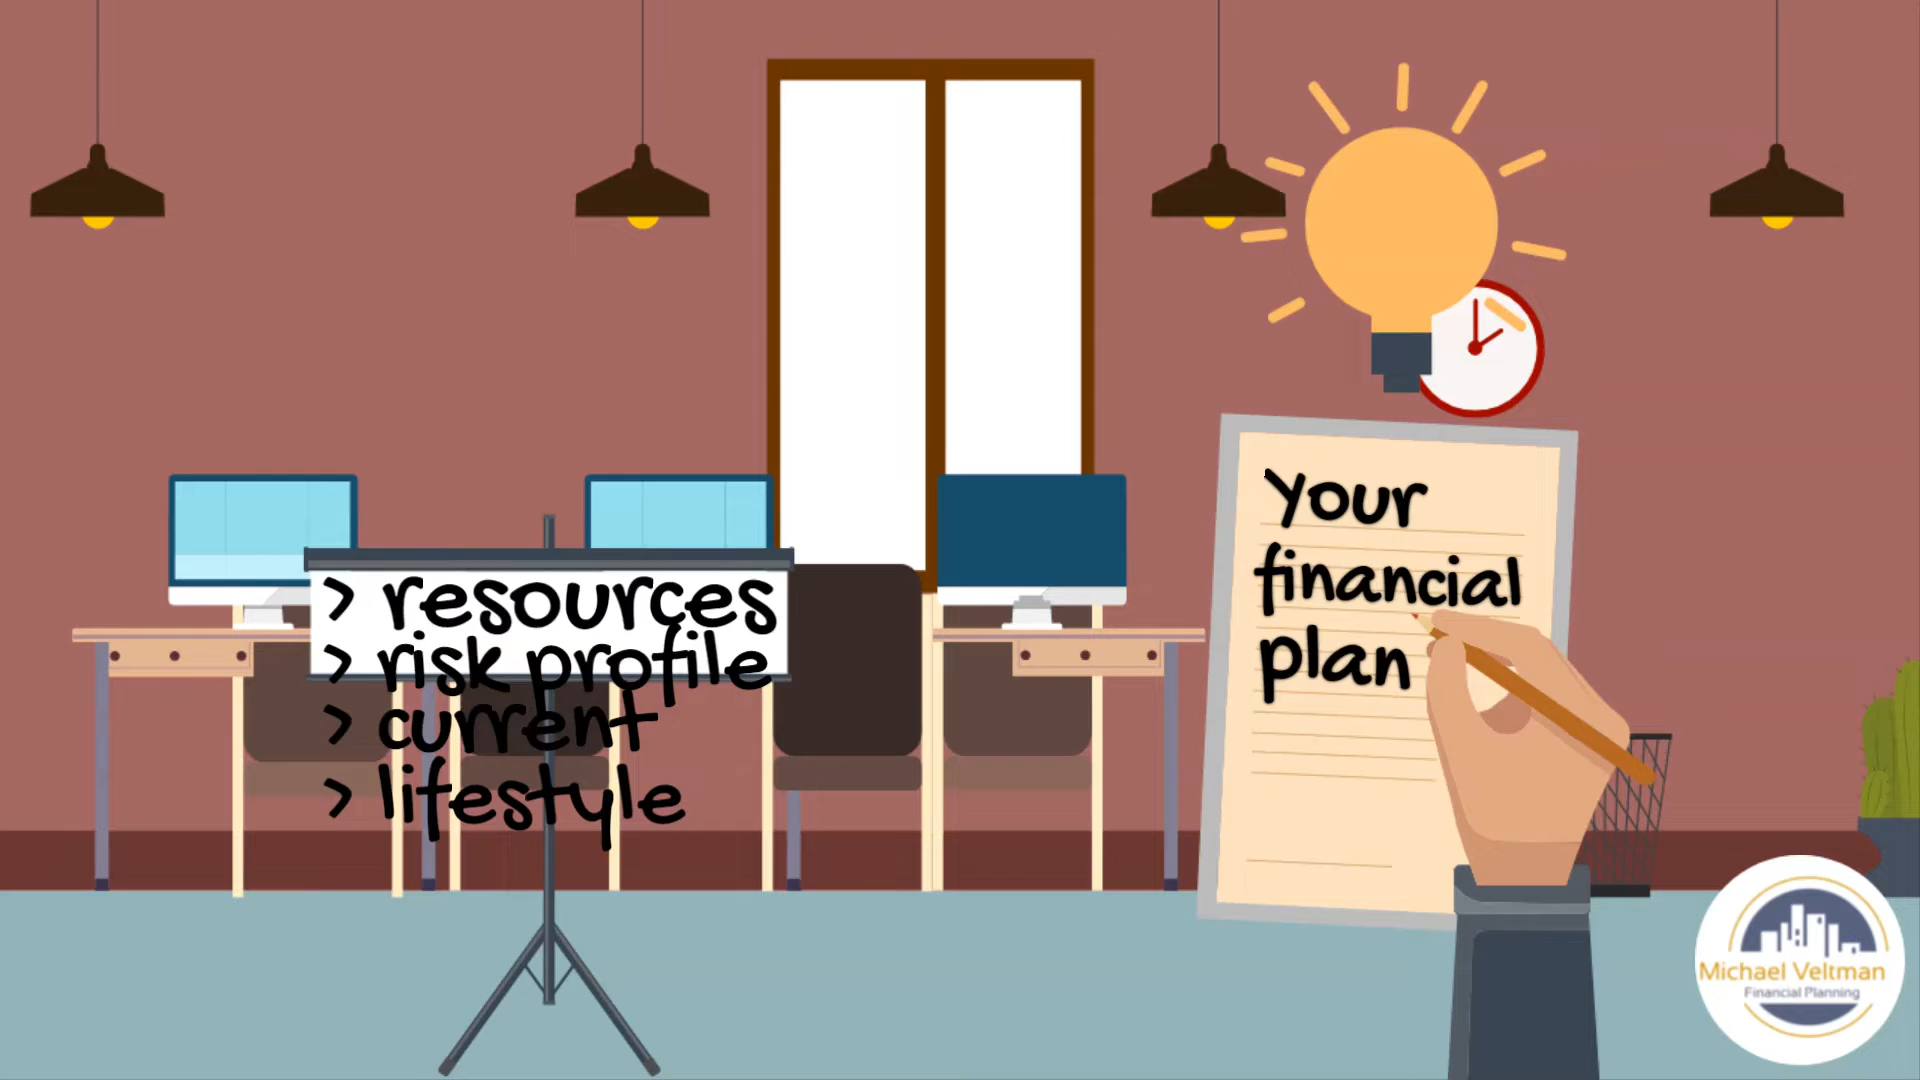 > resources
> risk profile
> current
> lifestyle
Your
financial
plan
Michael Veltman
Financial Planning